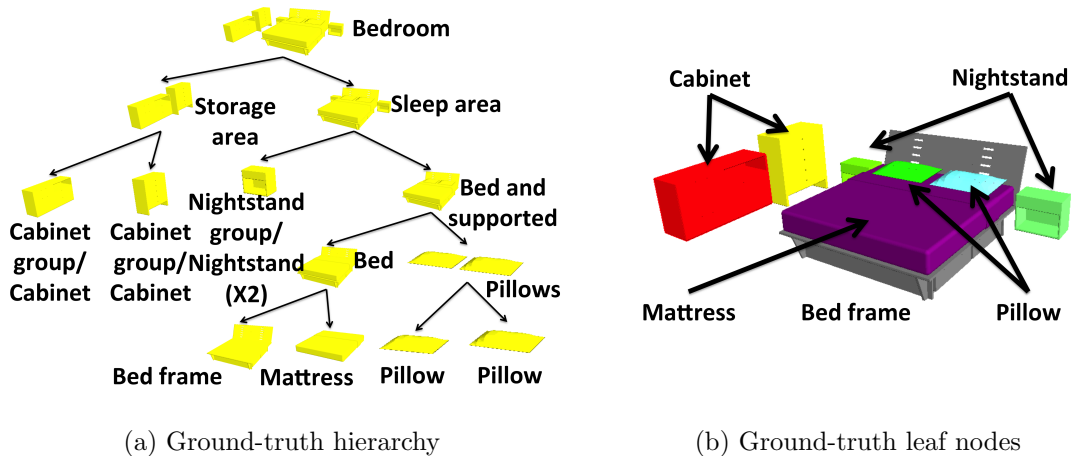 Bedroom
Storage
area
Sleep area
Cabinet
group/
Cabinet
Cabinet
group/
Cabinet
Nightstand
group/
Nightstand
(X2)
Bed and
supported
Bed
Pillows
Bed frame
Mattress
Pillow
Pillow
(a) Ground-truth hierarchy
Cabinet
Nightstand
Mattress
Bed frame
Pillow
(b) Ground-truth leaf nodes